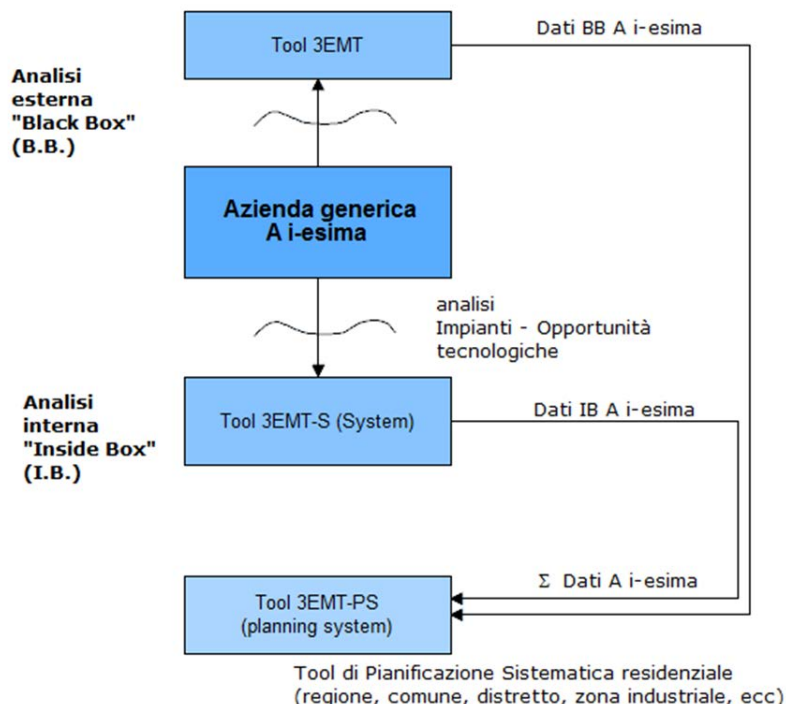 Tool 3EMT
Dati BB A i-esima
Analisi
esterna
"Black Box"
(B.B.)
Azienda generica
A i-esima
analisi
Impianti - Opportunità
tecnologiche
Analisi
interna
"Inside Box"
(I.B.)
Tool 3EMT-S (System)
Dati IB A i-esima
Σ Dati A i-esima
Tool 3EMT-PS
(planning system)
Tool di Pianificazione Sistematica residenziale
(regione, comune, distretto, zona industriale, ecc)